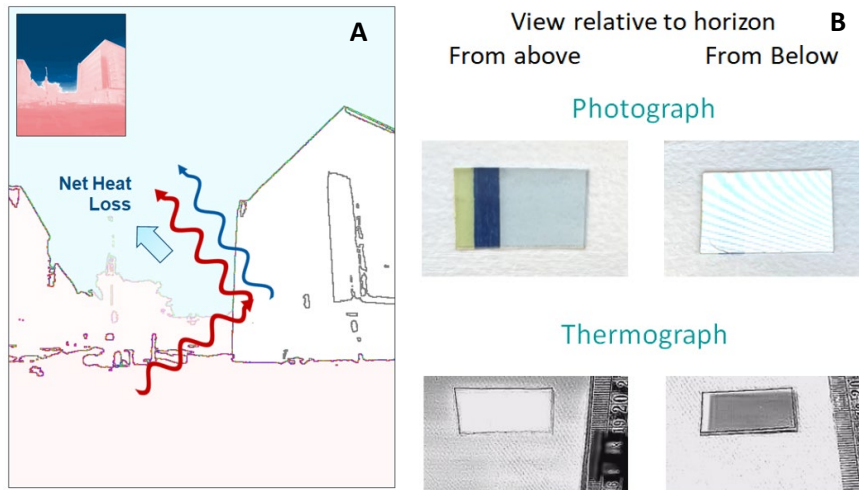 A
Net Heat
Loss
View relative to horizon
B
From above
From Below
Photograph
Thermograph